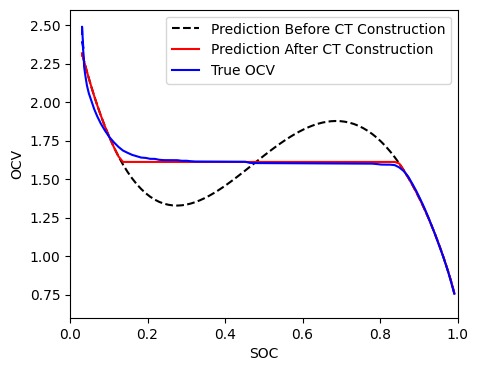 2.50
2.25
2.00
1.75
1.50
1.25
1.00
0.75
OCV
Prediction Before CT Construction
Prediction After CT Construction
True OCV
0.0 0.2 0.4 0.6 0.8 1.0
SOC